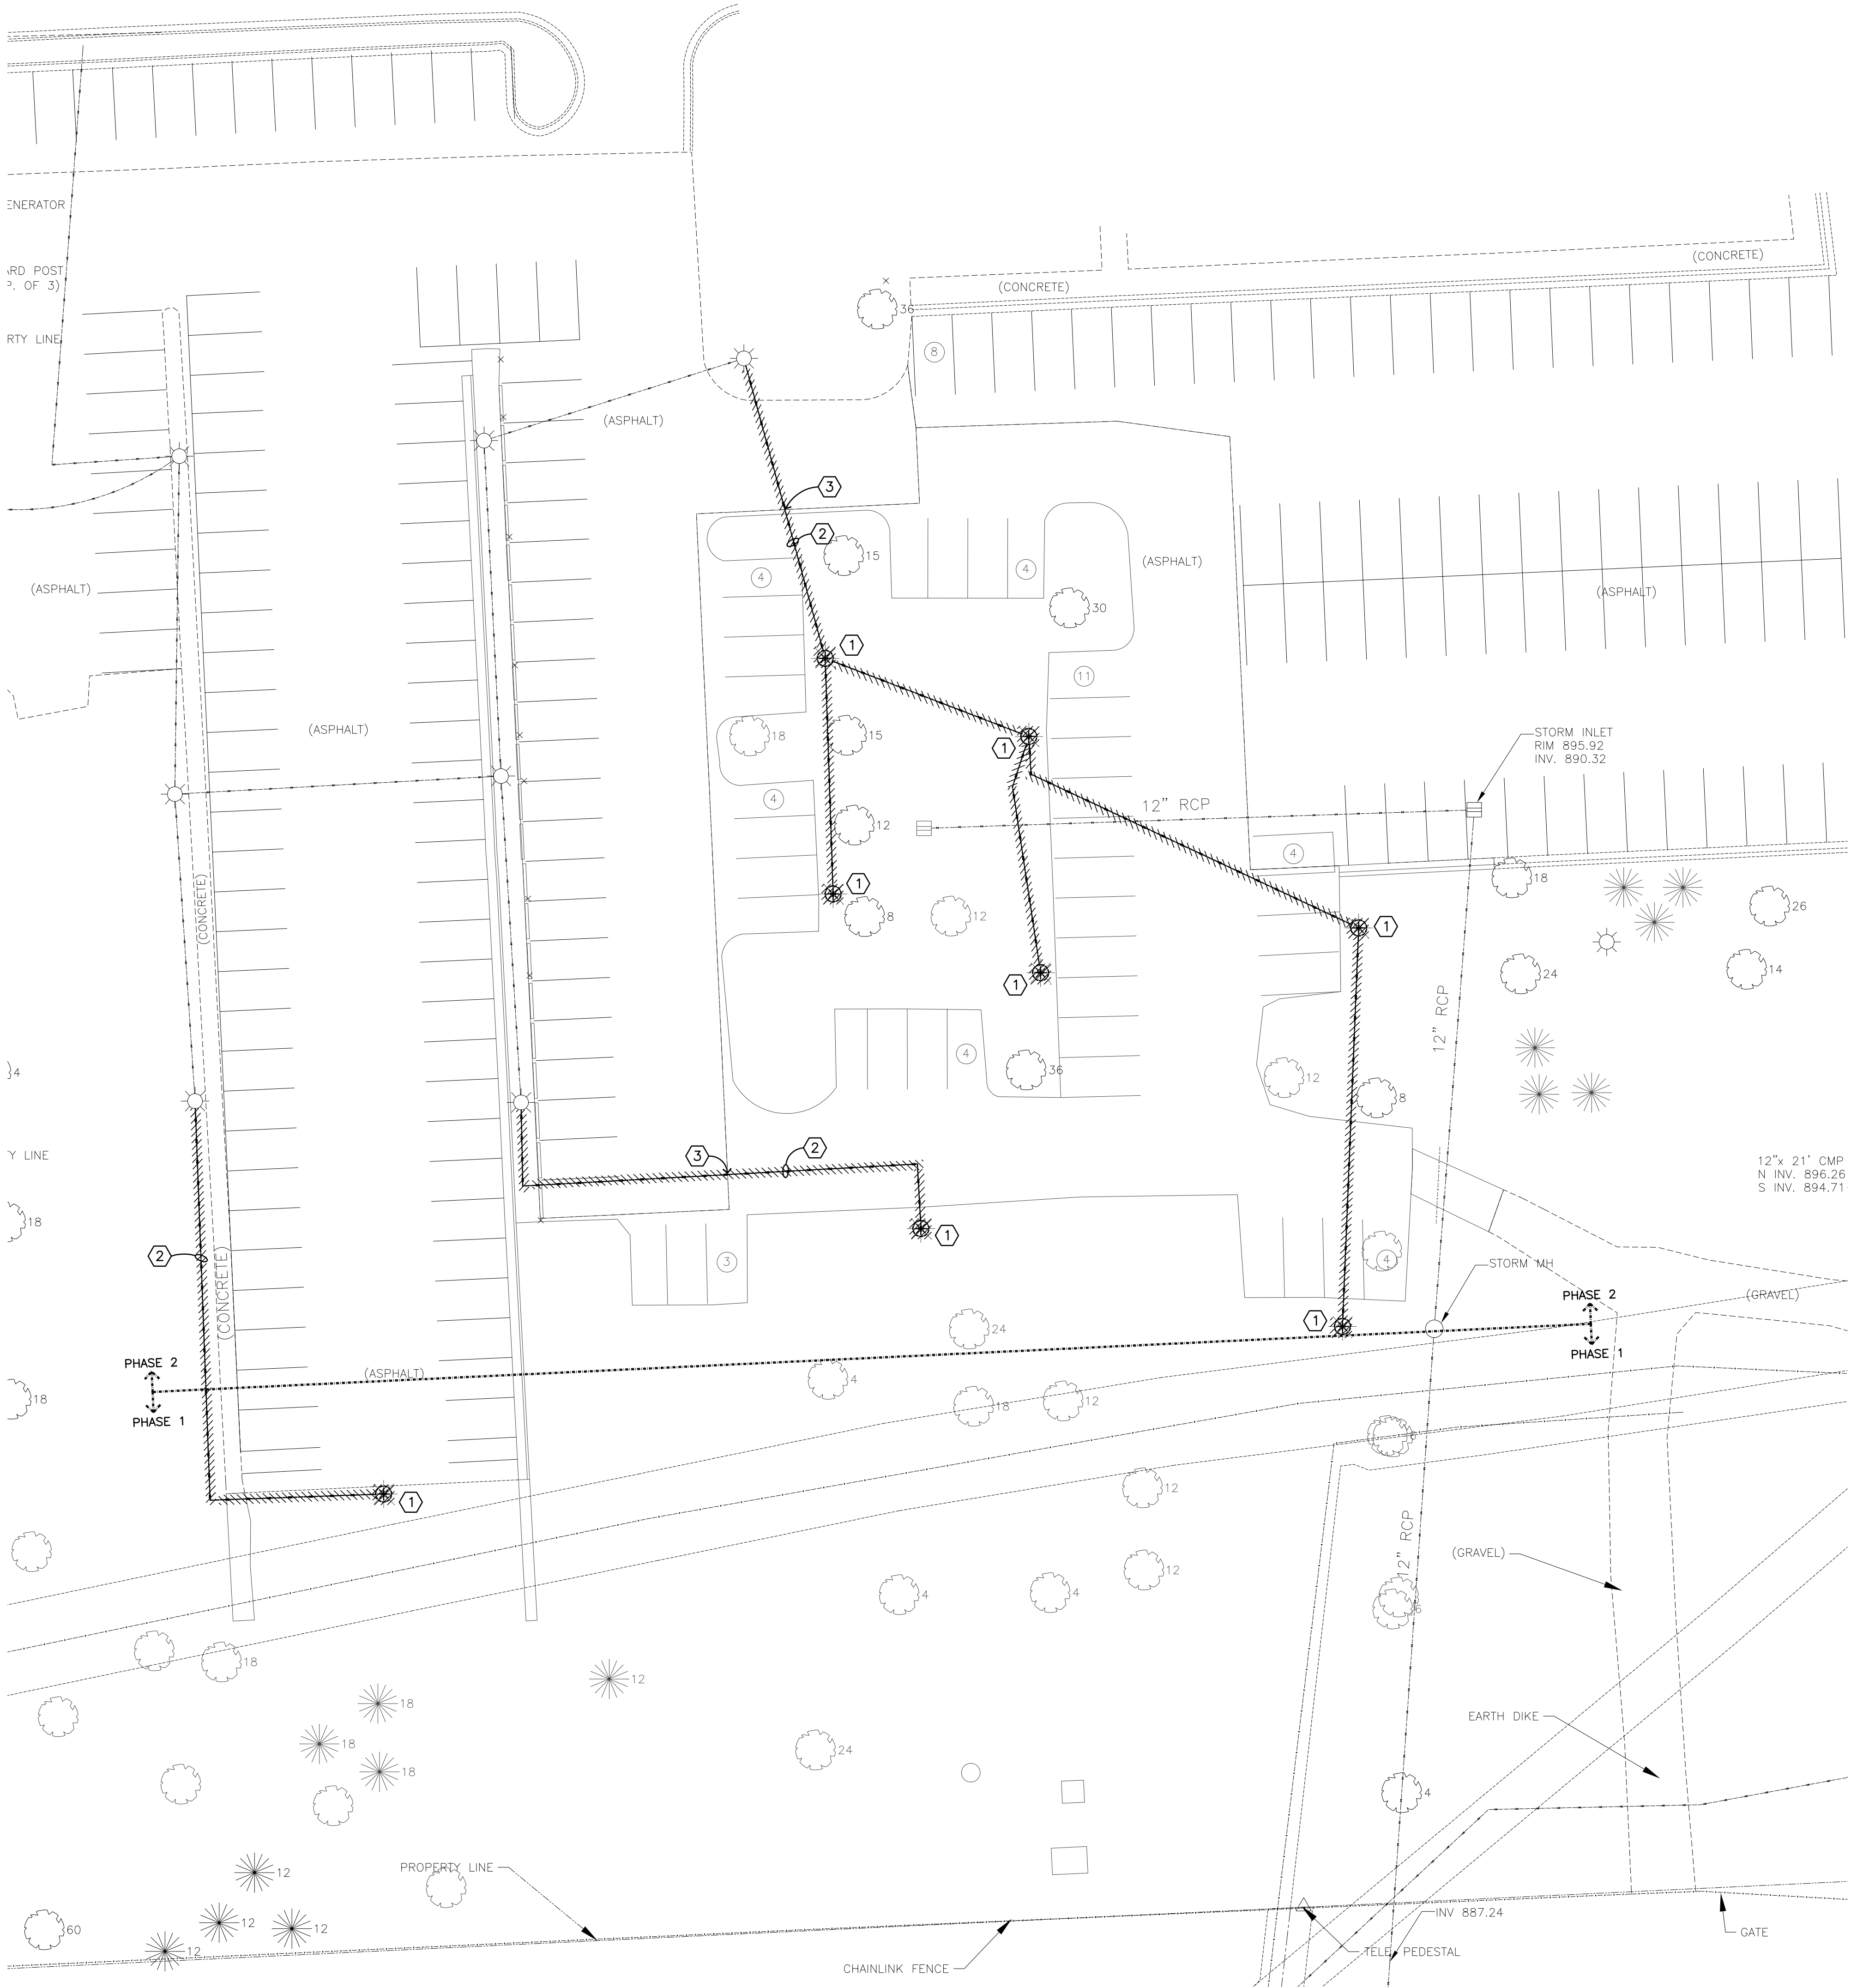 ENERATOR
ARD POST
P. OF 3)
RTY LINE
(CONCRETE)
(CONCRETE)
36
8
(ASPHALT)
3
2
15
4
4
(ASPHALT)
30
(ASPHALT)
(ASPHALT)
1
11
18
15
1
(ASPHALT)
STORM INLET
RIM 895.92
INV. 890.32
4
12" RCP
12
4
1
18
(CONCRETE)
8
12
26
1
24
14
1
12" RCP
4
36
4
12
8
Y LINE
3
2
12"x 21' CMP
N INV. 896.26
S INV. 894.71
18
1
2
(CONCRETE)
3
4
STORM MH
PHASE 2
(GRAVEL)
1
24
PHASE 1
PHASE 2
(ASPHALT)
4
18
PHASE 1
18
12
1
12
12" RCP
(GRAVEL)
12
4
4
6
18
12
18
EARTH DIKE
18
24
18
4
PROPERTY LINE
12
60
12
12
12
INV 887.24
GATE
TELE. PEDESTAL
CHAINLINK FENCE